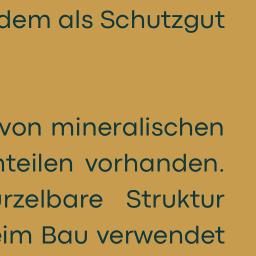 dem als Schutzgut
von mineralischen
nteilen vorhanden.
urzelbare Struktur
eim Bau verwendet